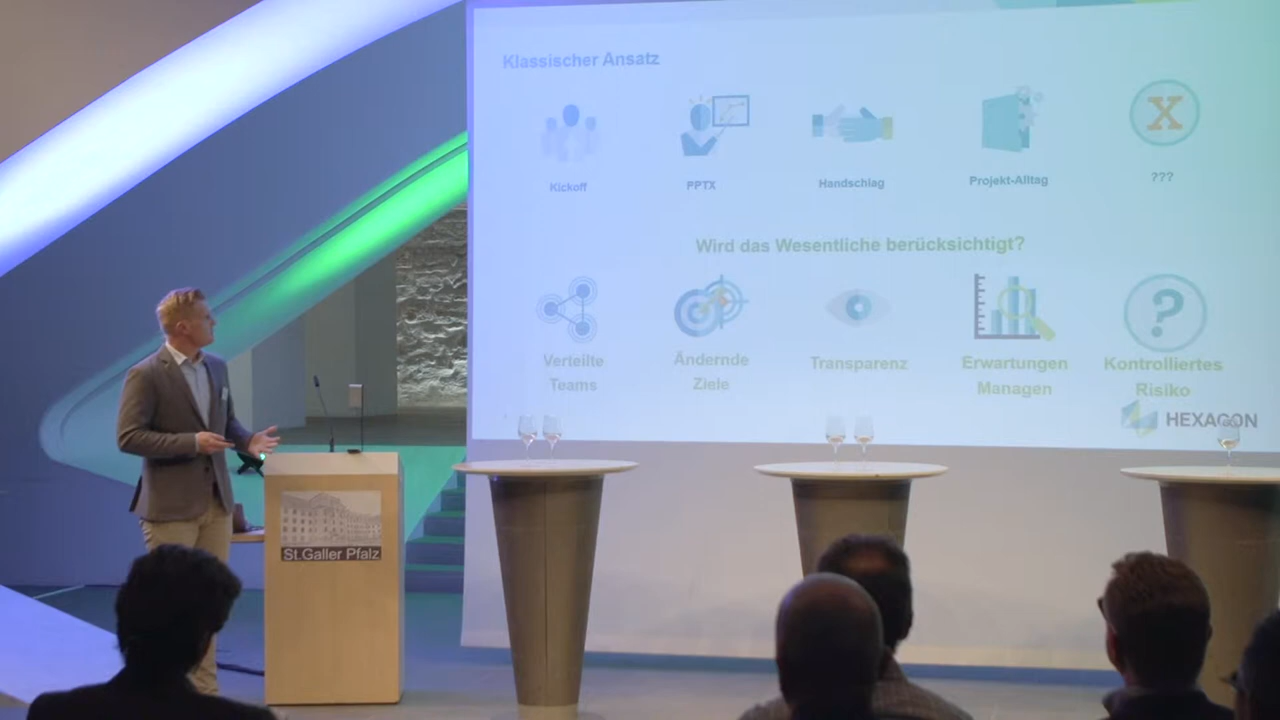 Klassischer Ansatz
Kickoff
PPTX
Handschlag
Projekt-Alltag
X
???
Wird das Wesentliche berücksichtigt?
?
Verteilte
Teams
Ändernde
Ziele
Transparenz
Erwartungen
Managen
Kontrolliertes
Risiko
HEXAGON
St.Galler Pfalz